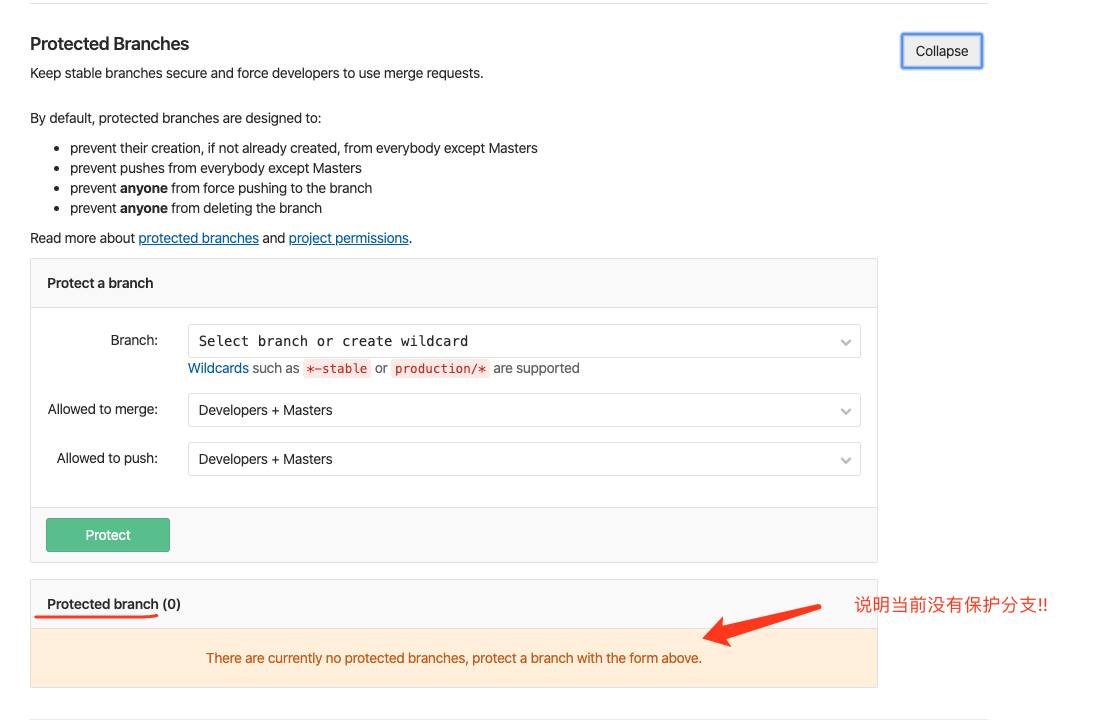 Protected Branches
Collapse
Keep stable branches secure and force developers to use merge requests.
By default, protected branches are designed to:
prevent their creation, if not already created, from everybody except Masters
prevent pushes from everybody except Masters
prevent anyone from force pushing to the branch
prevent anyone from deleting the branch
Read more about protected branches and project permissions.
Protect a branch
Branch:
Select branch or create wildcard
Wildcards such as *-stable or production/* are supported
Allowed to merge:
Developers + Masters
Allowed to push:
Developers + Masters
Protect
Protected branch (0)
说明当前没有保护分支!!
There are currently no protected branches, protect a branch with the form above.